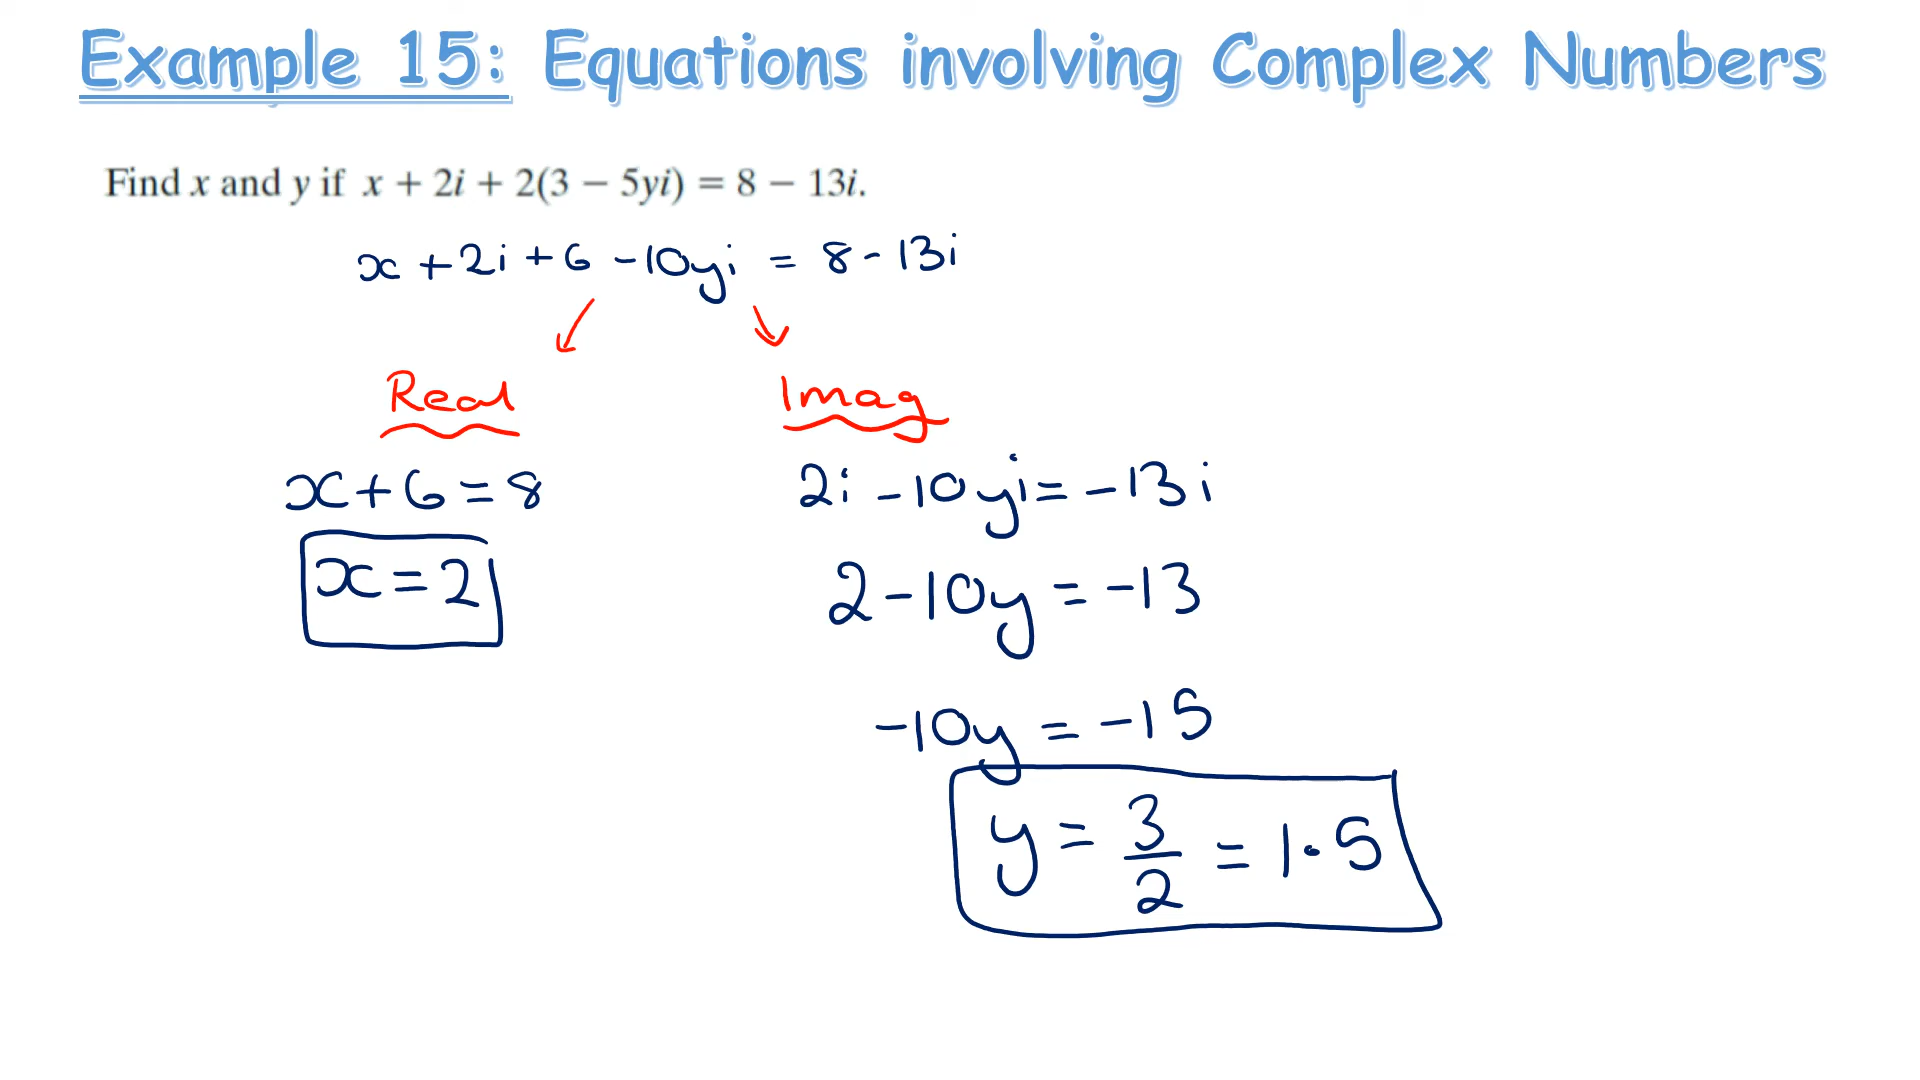 Example 15: Equations involving Complex Numbers
Find x and y if x + 2i + 2(3 − 5yi) = 8 − 13i.
x + 2i + 6 - 10yi = 8 - 13i
Real Imag
x + 6 = 8 2i - 10yi = -13i
x = 2 2 - 10y = -13
-10y = -15
y = 3/2 = 1.5